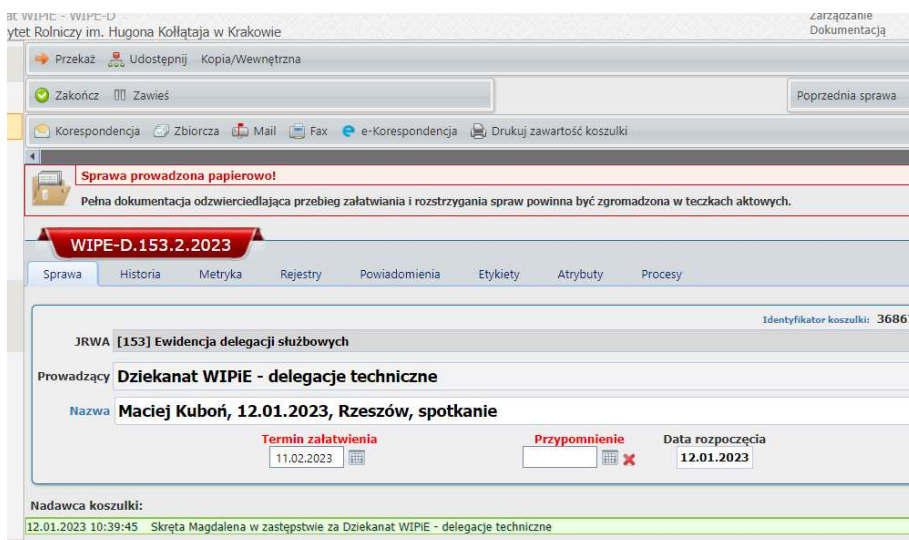 WIPiE - WIPE-D
Rolniczy im. Hugona Kołłątaja w Krakowie
Zarządzanie
Dokumentacją
Przekaż Udostępnij Kopia/Wewnętrzna
Zakończ Zawieś Poprzednia sprawa
Korespondencja Zbiorcza Mail Fax e-Korespondencja Drukuj zawartość koszulki
Sprawa prowadzona papierowo!
Pełna dokumentacja odzwierciedlająca przebieg załatwiania i rozstrzygania spraw powinna być zgromadzona w teczkach aktowych.
WIPE-D.153.2.2023
Sprawa Historia Metryka Rejestry Powiadomienia Etykiety Atrybuty Procesy
Identyfikator koszulki:
JRWA [153] Ewidencja delegacji służbowych
Prowadzący Dziekanat WIPiE - delegacje techniczne
Nazwa Maciej Kuboń, 12.01.2023, Rzeszów, spotkanie
Termin załatwienia Przypomnienie Data rozpoczęcia
11.02.2023 12.01.2023
Nadawca koszulki:
12.01.2023 10:39:45 Skręta Magdalena w zastępstwie za Dziekanat WIPiE - delegacje techniczne